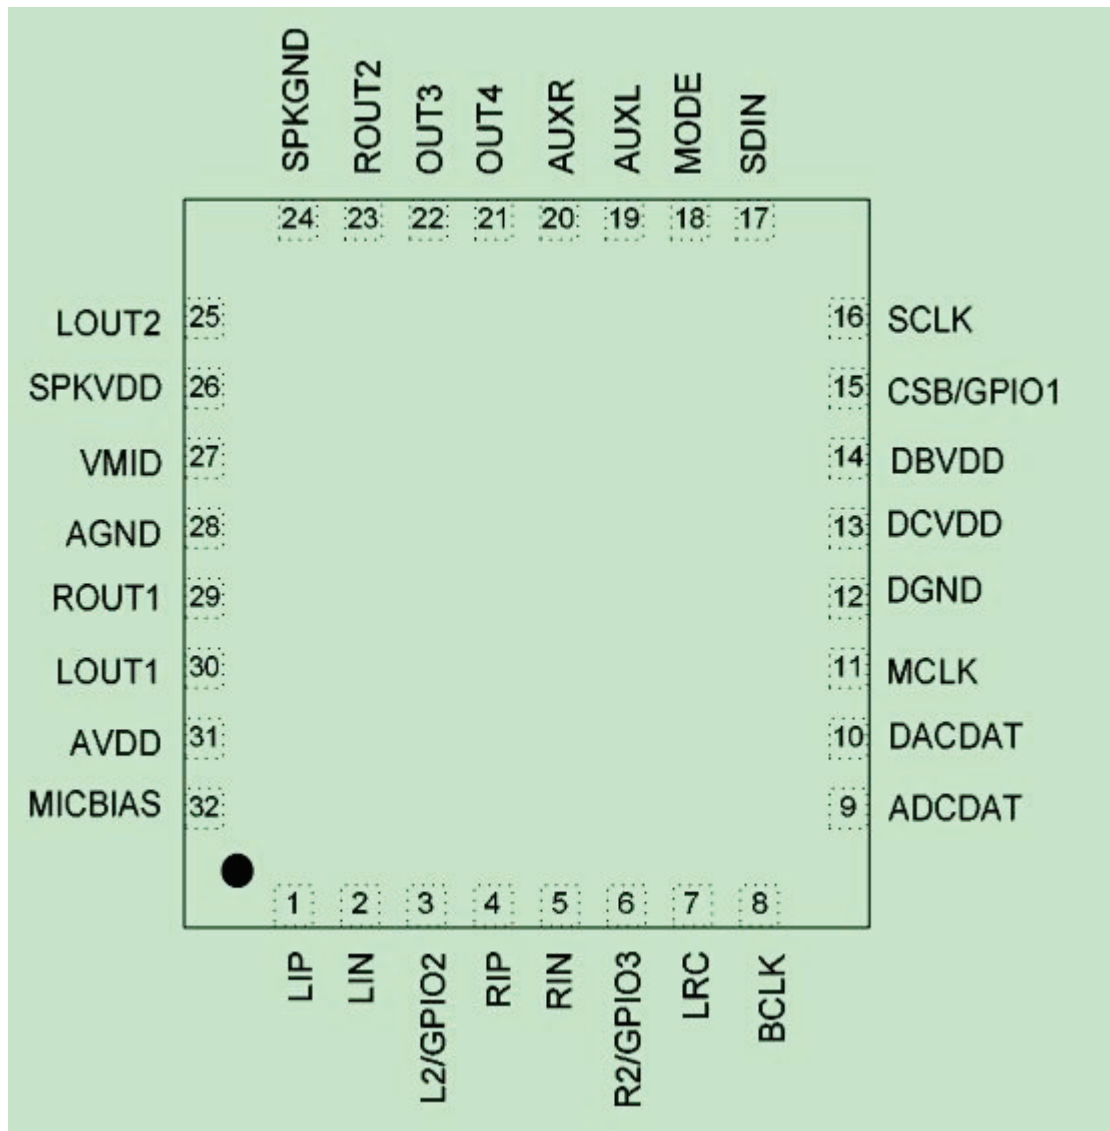 SPKGND
ROUT2
OUT3
OUT4
AUXR
AUXL
MODE
SDIN
24 23 22 21 20 19 18 17
LOUT2 25
16 SCLK
SPKVDD 26
15 CSB/GPIO1
VMID 27
14 DBVDD
AGND 28
13 DCVDD
ROUT1 29
12 DGND
LOUT1 30
11 MCLK
AVDD 31
10 DACDAT
MICBIAS 32
9 ADCDAT
1 2 3 4 5 6 7 8
LIP
LIN
L2/GPIO2
RIP
RIN
R2/GPIO3
LRC
BCLK